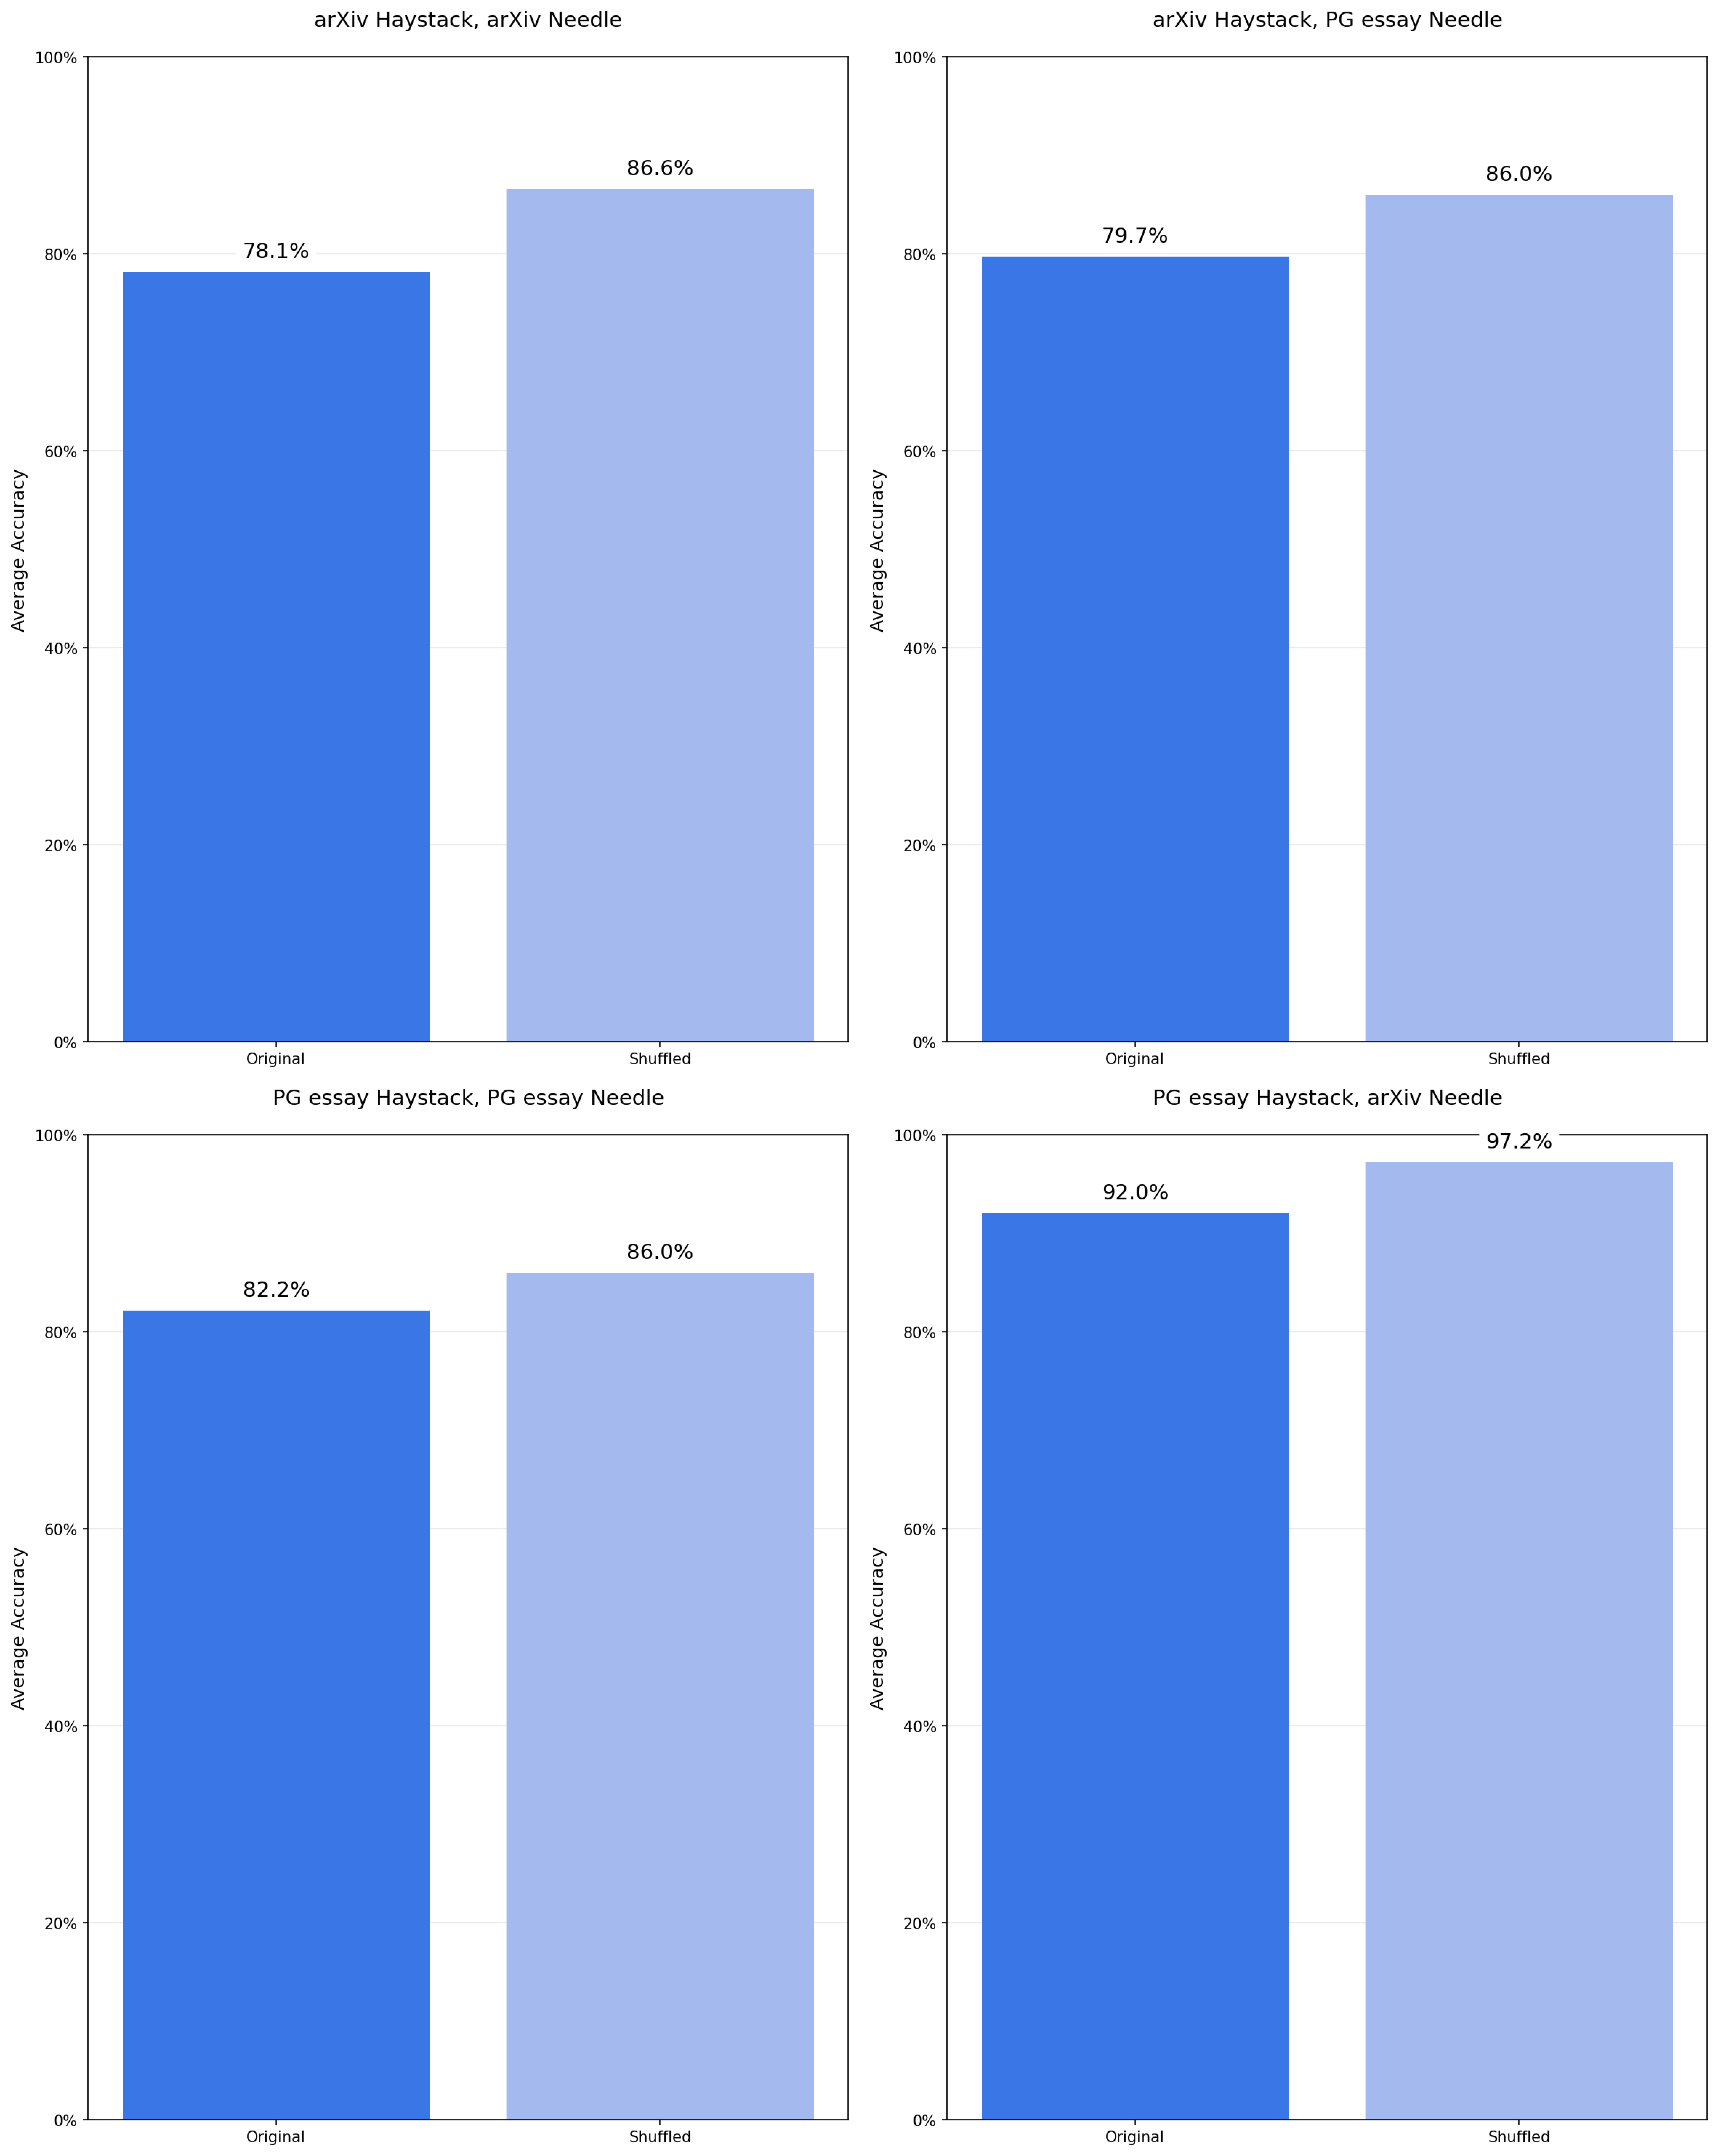 arXiv Haystack, arXiv Needle
Average Accuracy
100%
80%
60%
40%
20%
0%
78.1%
86.6%
Original
Shuffled
arXiv Haystack, PG essay Needle
Average Accuracy
100%
80%
60%
40%
20%
0%
79.7%
86.0%
Original
Shuffled
PG essay Haystack, PG essay Needle
Average Accuracy
100%
80%
60%
40%
20%
0%
82.2%
86.0%
Original
Shuffled
PG essay Haystack, arXiv Needle
Average Accuracy
100%
80%
60%
40%
20%
0%
92.0%
97.2%
Original
Shuffled